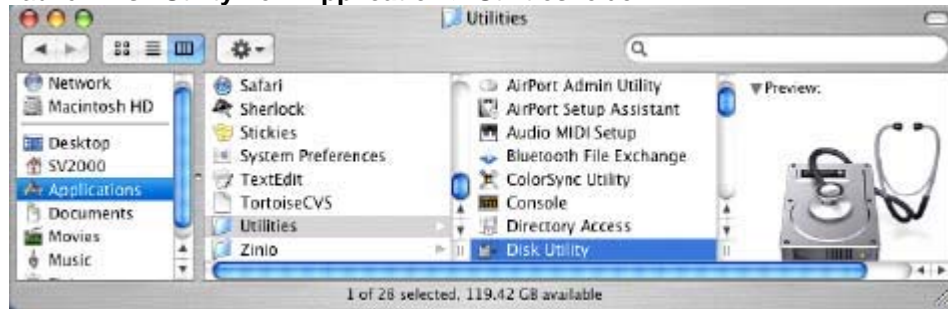 Utilities
Network
Macintosh HD
Desktop
SV2000
Applications
Documents
Movies
Music
Safari
Sherlock
Stickies
System Preferences
TextEdit
TortoiseCVS
Utilities
Zinio
AirPort Admin Utility
AirPort Setup Assistant
Audio MIDI Setup
Bluetooth File Exchange
ColorSync Utility
Console
Directory Access
Disk Utility
Preview:
1 of 28 selected, 119.42 GB available